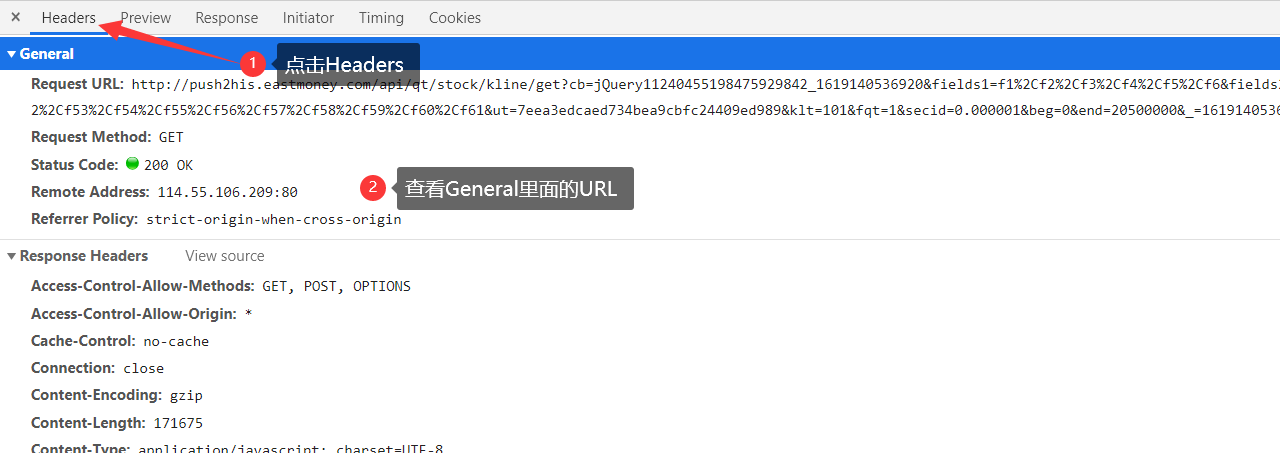 × Headers Preview Response Initiator Timing Cookies
▼General
1 点击Headers
Request URL: http://push2his.eastmoney.com/api/qt/stock/kline/get?cb=jQuery11240455198475929842_1619140536920&fields1=f1%2Cf2%2Cf3%2Cf4%2Cf5%2Cf6&fields2
2%2Cf53%2Cf54%2Cf55%2Cf56%2Cf57%2Cf58%2Cf59%2Cf60%2Cf61&ut=7eea3edcaed734bea9cbfc24409ed989&klt=101&fqt=1&secid=0.000001&beg=0&end=20500000&_=1619140536
Request Method: GET
Status Code: 200 OK
Remote Address: 114.55.106.209:80
2 查看General里面的URL
Referrer Policy: strict-origin-when-cross-origin
▼Response Headers View source
Access-Control-Allow-Methods: GET, POST, OPTIONS
Access-Control-Allow-Origin: *
Cache-Control: no-cache
Connection: close
Content-Encoding: gzip
Content-Length: 171675
Content-Type: application/javascript; charset=UTF-8